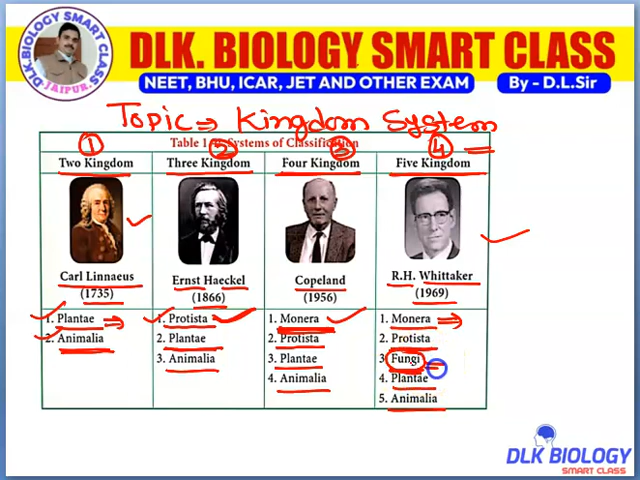 DLK.BIOLOGY SMART CLASS
JAIPUR.
DLK. BIOLOGY SMART CLASS
NEET, BHU, ICAR, JET AND OTHER EXAM
By - D.L.Sir
Topic ⇒ Kingdom System
Systems of Classification
1 2 3 4
Two Kingdom Three Kingdom Four Kingdom Five Kingdom
Carl Linnaeus Ernst Haeckel Copeland R.H. Whittaker
(1735) (1866) (1956) (1969)
1. Plantae ⇒ 1. Protista 1. Monera 1. Monera ⇒
2. Animalia 2. Plantae 2. Protista 2. Protista
3. Animalia 3. Plantae 3 Fungi
4. Animalia 4. Plantae
5. Animalia
DLK BIOLOGY
SMART CLASS